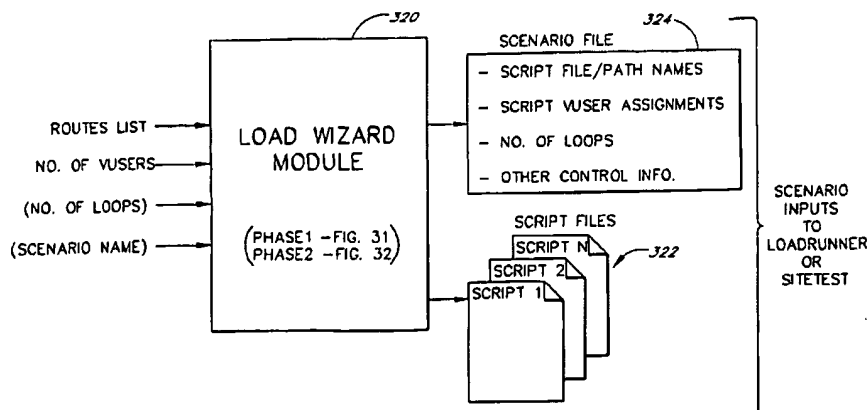 320
ROUTES LIST
NO. OF VUSERS
(NO. OF LOOPS)
(SCENARIO NAME)
LOAD WIZARD
MODULE
(PHASE1 -FIG. 31)
(PHASE2 -FIG. 32)
SCENARIO FILE
324
- SCRIPT FILE/PATH NAMES
- SCRIPT VUSER ASSIGNMENTS
- NO. OF LOOPS
- OTHER CONTROL INFO.
SCRIPT FILES
SCRIPT N
322
SCRIPT 2
SCRIPT 1
SCENARIO
INPUTS
TO
LOADRUNNER
OR
SITETEST